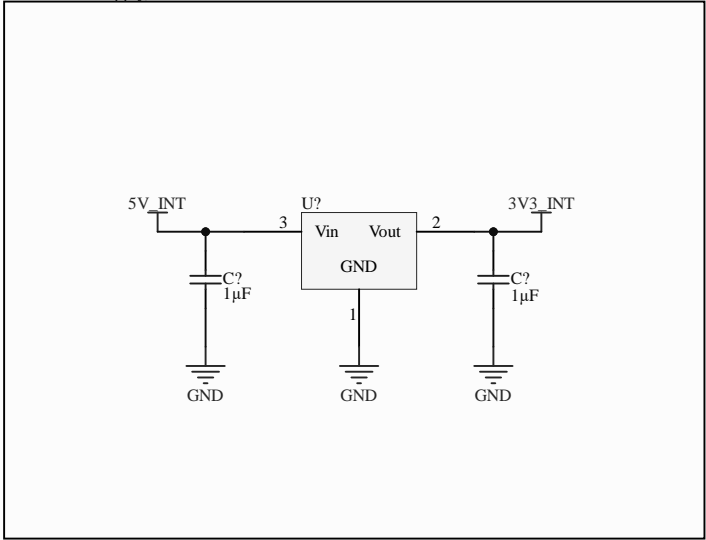 5V_INT
U?
3V3_INT
3
Vin
Vout
2
GND
C?
1µF
C?
1µF
1
GND
GND
GND